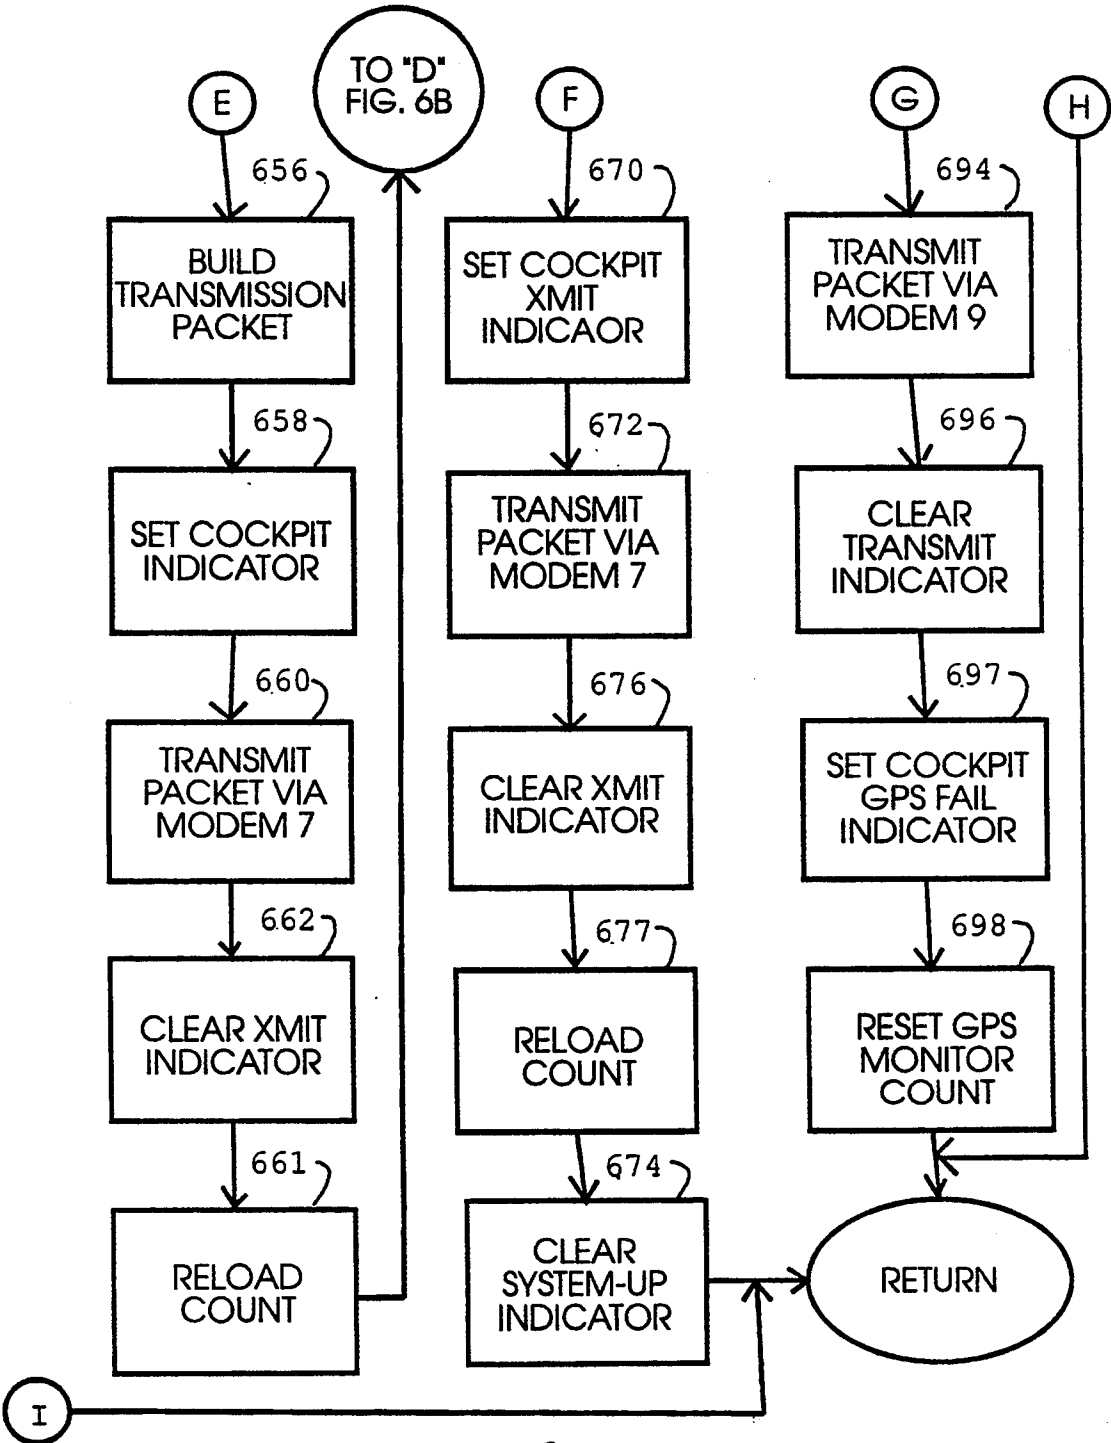 E
TO "D"
FIG. 6B
F
G
H
656
BUILD
TRANSMISSION
PACKET
658
SET COCKPIT
INDICATOR
660
TRANSMIT
PACKET VIA
MODEM 7
662
CLEAR XMIT
INDICATOR
661
RELOAD
COUNT
670
SET COCKPIT
XMIT
INDICAOR
672
TRANSMIT
PACKET VIA
MODEM 7
676
CLEAR XMIT
INDICATOR
677
RELOAD
COUNT
674
CLEAR
SYSTEM-UP
INDICATOR
694
TRANSMIT
PACKET VIA
MODEM 9
696
CLEAR
TRANSMIT
INDICATOR
697
SET COCKPIT
GPS FAIL
INDICATOR
698
RESET GPS
MONITOR
COUNT
RETURN
I